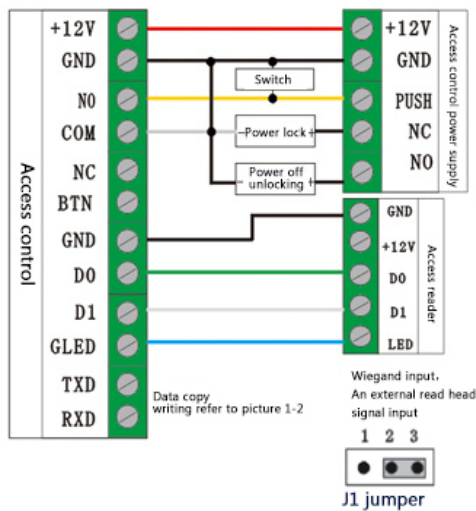 Access control
+12V
GND
NO
COM
NC
BTN
GND
D0
D1
GLED
TXD
RXD
Switch
-Power lock+
Power off
unlocking +
Data copy
writing refer to picture 1-2
+12V
GND
PUSH
NC
NO
Access control
power supply
GND
+12V
D0
D1
LED
Access reader
Wiegand input,
An external read head
signal input
1 2 3
J1 jumper